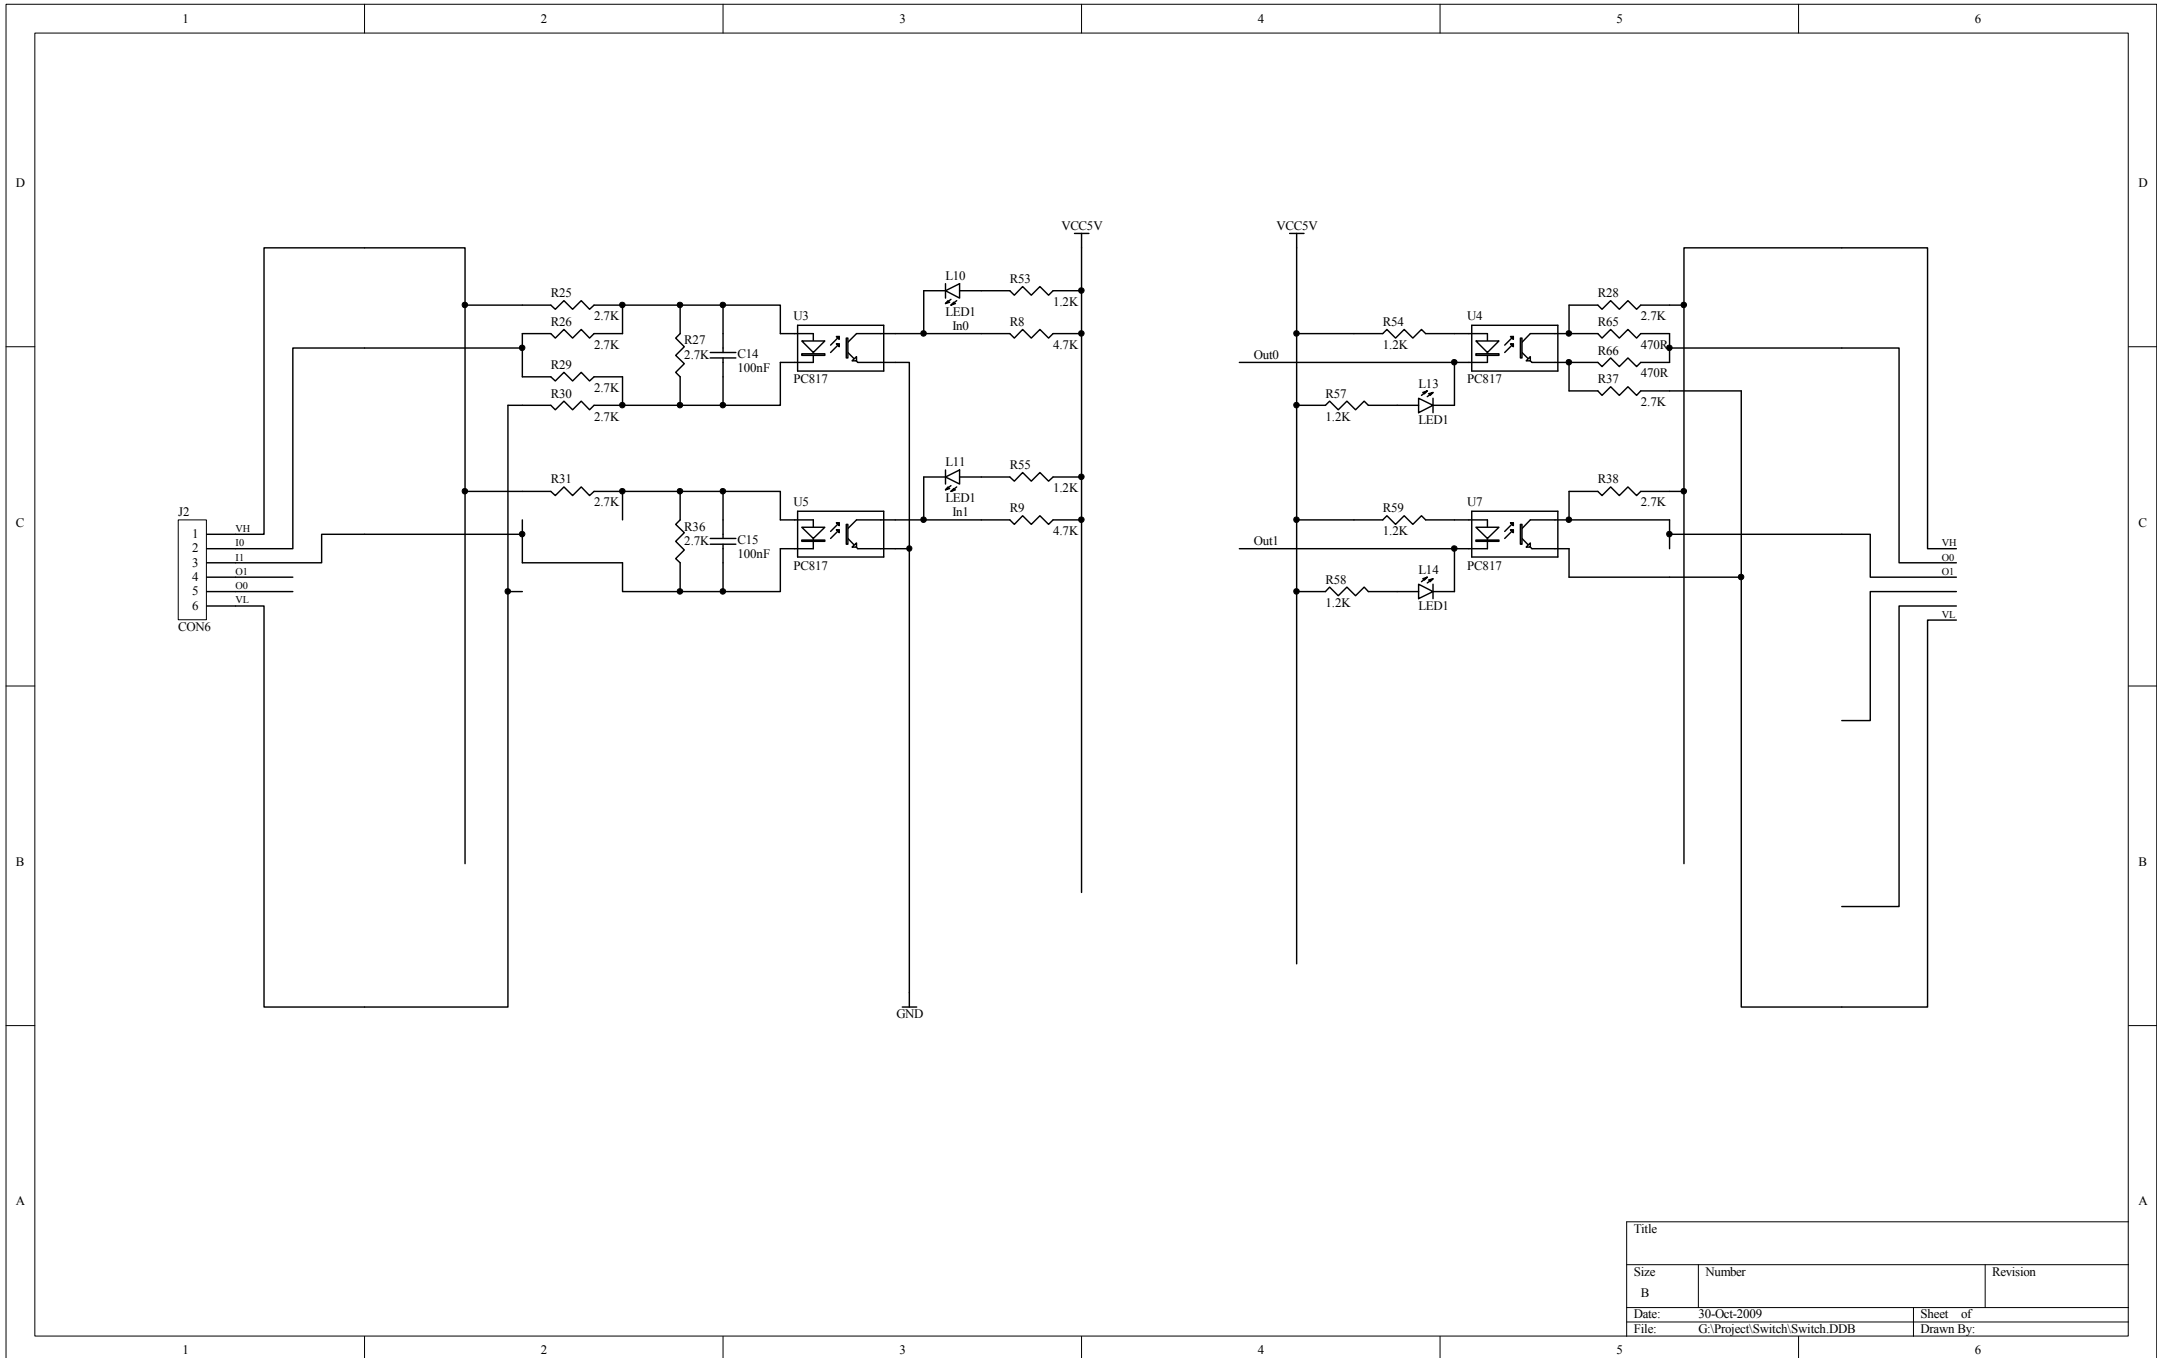 1 2 3 4 5 6
D D
C C
B B
A A
VCC5V
VCC5V
R25
2.7K
R26
2.7K
R29
2.7K
R30
2.7K
R27
2.7K
C14
100nF
U3
PC817
L10
LED1
In0
R53
1.2K
R8
4.7K
R31
2.7K
R36
2.7K
C15
100nF
U5
PC817
L11
LED1
In1
R55
1.2K
R9
4.7K
J2
1 VH
2 I0
3 I1
4 O1
5 O0
6 VL
CON6
GND
Out0
R54
1.2K
R57
1.2K
L13
LED1
U4
PC817
R28
2.7K
R65
470R
R66
470R
R37
2.7K
Out1
R59
1.2K
R58
1.2K
L14
LED1
U7
PC817
R38
2.7K
VH
O0
O1
VL
Title
Size Number Revision
B
Date: 30-Oct-2009 Sheet of
File: G:\Project\Switch\Switch.DDB Drawn By:
1 2 3 4 5 6